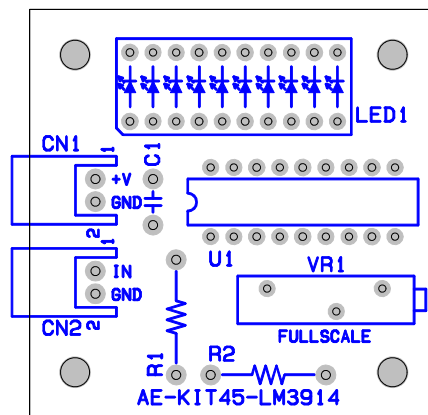 LED1
CN1
1
C1
+V
GND
2
1
IN
GND
CN2
2
U1
VR1
FULLSCALE
R1
R2
AE-KIT45-LM3914